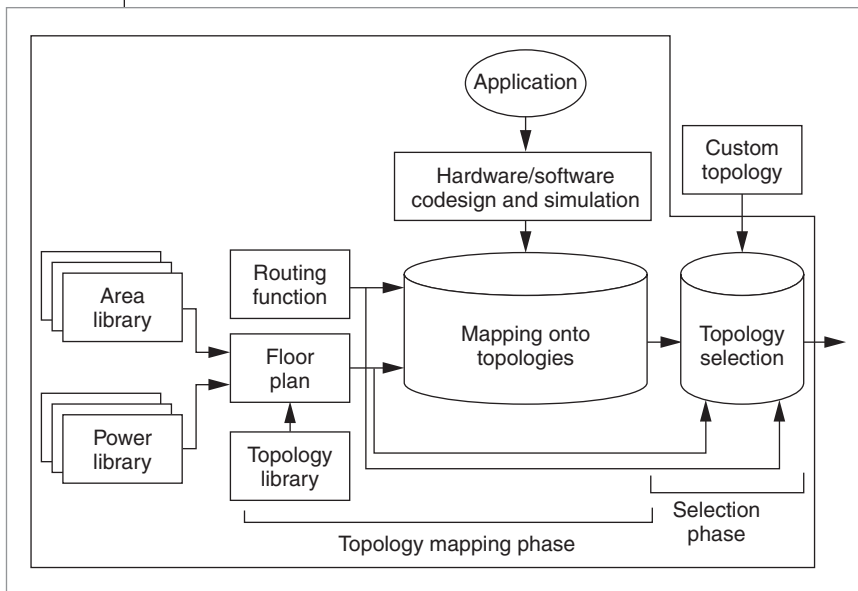 Application
Hardware/software
codesign and simulation
Custom
topology
Area
library
Routing
function
Mapping onto
topologies
Topology
selection
Floor
plan
Power
library
Topology
library
Topology mapping phase
Selection
phase